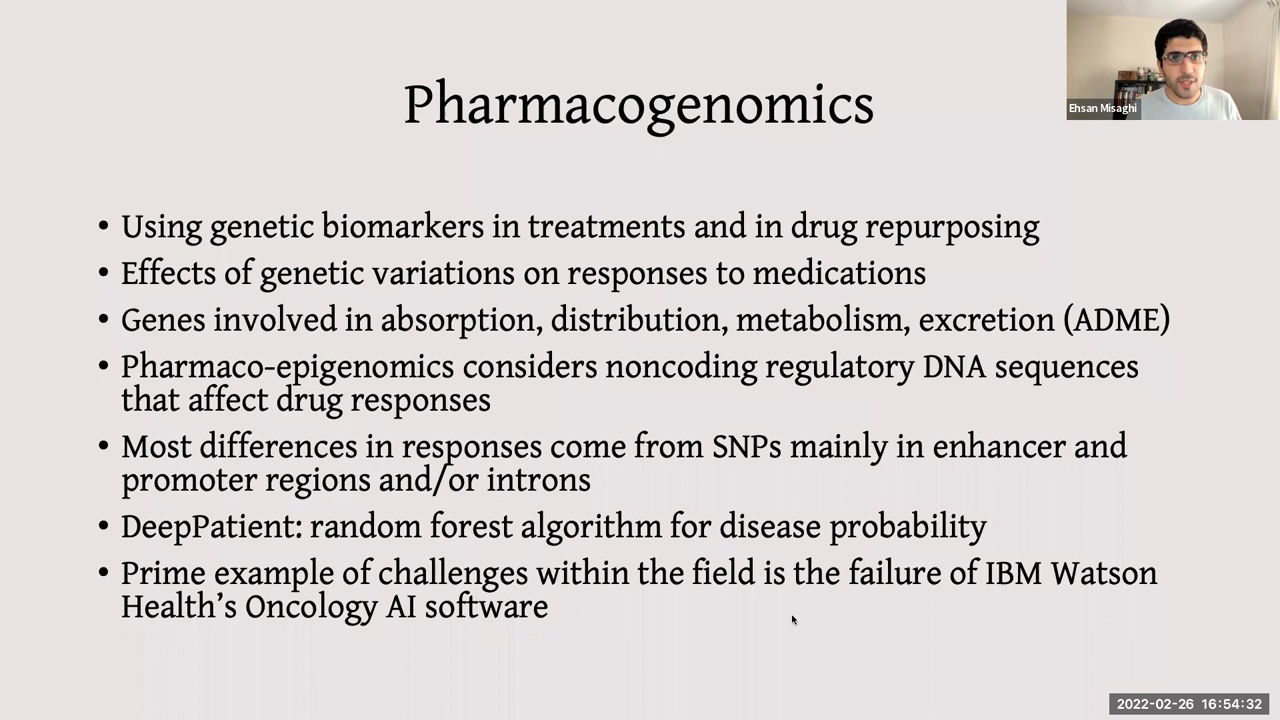 Pharmacogenomics
Ehsan Misaghi
• Using genetic biomarkers in treatments and in drug repurposing
• Effects of genetic variations on responses to medications
• Genes involved in absorption, distribution, metabolism, excretion (ADME)
• Pharmaco-epigenomics considers noncoding regulatory DNA sequences
that affect drug responses
• Most differences in responses come from SNPs mainly in enhancer and
promoter regions and/or introns
• DeepPatient: random forest algorithm for disease probability
• Prime example of challenges within the field is the failure of IBM Watson
Health’s Oncology AI software
2022-02-26 16:54:32